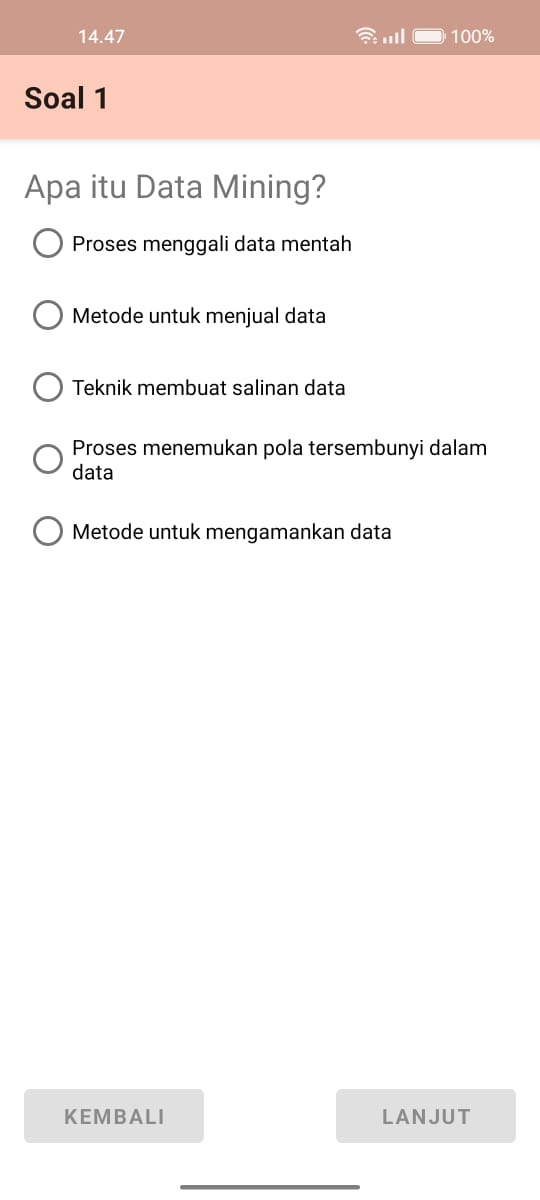 14.47
100%
Soal 1
Apa itu Data Mining?
Proses menggali data mentah
Metode untuk menjual data
Teknik membuat salinan data
Proses menemukan pola tersembunyi dalam
data
Metode untuk mengamankan data
KEMBALI
LANJUT